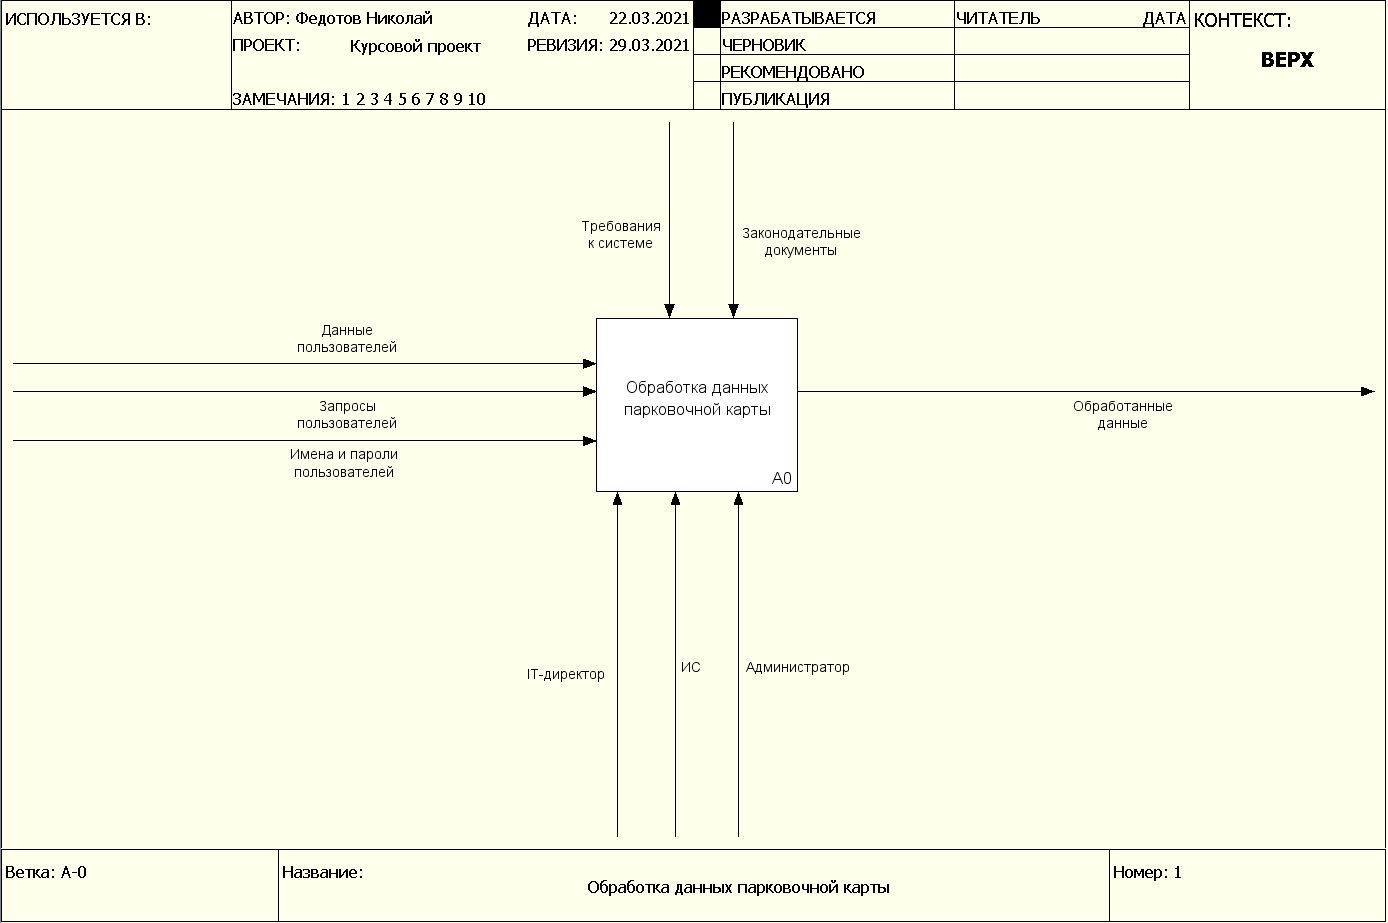 ИСПОЛЬЗУЕТСЯ В:
АВТОР: Федотов Николай
ДАТА: 22.03.2021
ПРОЕКТ: Курсовой проект
РЕВИЗИЯ: 29.03.2021
ЗАМЕЧАНИЯ: 1 2 3 4 5 6 7 8 9 10
РАЗРАБАТЫВАЕТСЯ
ЧЕРНОВИК
РЕКОМЕНДОВАНО
ПУБЛИКАЦИЯ
ЧИТАТЕЛЬ
ДАТА
КОНТЕКСТ:
ВЕРХ
Требования
к системе
Законодательные
документы
Данные
пользователей
Запросы
пользователей
Имена и пароли
пользователей
Обработка данных
парковочной карты
A0
Обработанные
данные
IT-директор
ИС
Администратор
Ветка: A-0
Название:
Обработка данных парковочной карты
Номер: 1